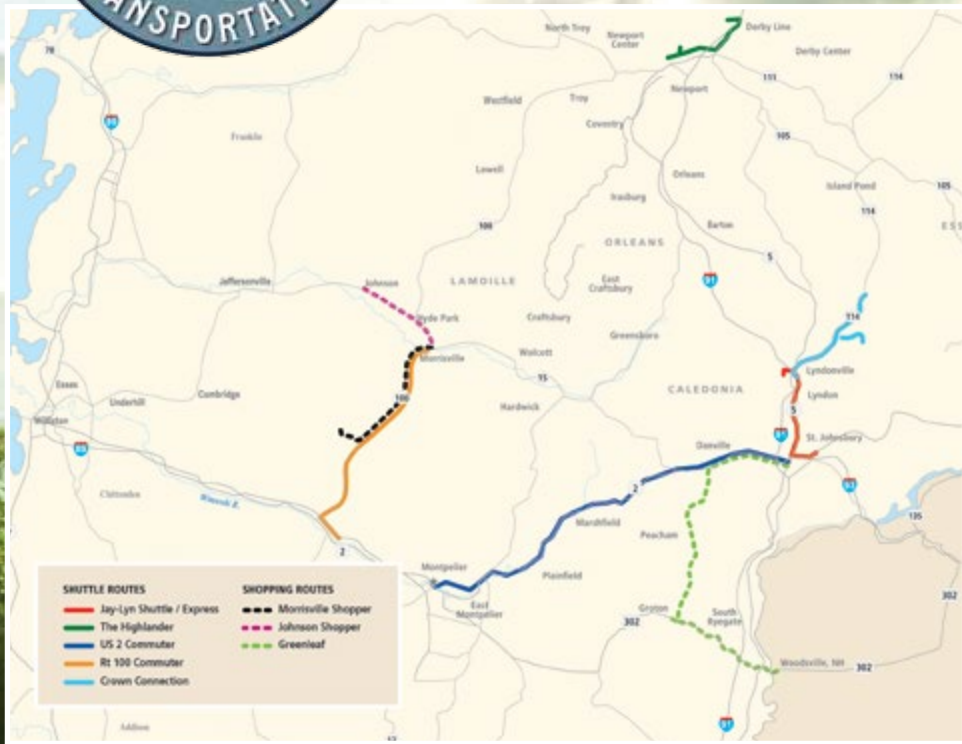 ANSPORTATI
North Troy
Newport
Center
Derby Line
Derby Center
78
111
114
Newport
Westfield
Troy
89
Coventry
Franklin
105
Lowell
Orleans
Island Pond
105
Irasburg
114
100
Barton
ESS
ORLEANS
5
Jeffersonville
Johnson
LAMOILLE
East
Craftsbury
91
Hyde Park
Craftsbury
114
Greensboro
Morrisville
Wolcott
15
Lyndonville
Essex
Cambridge
100
CALEDONIA
Lyndon
Underhill
Hardwick
5
Williston
91
St. Johnsbury
89
Danville
93
Chittenden
2
Winooski R.
135
Marshfield
Peacham
2
Montpelier
Plainfield
East
Montpelier
Groton
South
Ryegate
302
302
Woodsville, NH
302
91
Addison
SHUTTLE ROUTES
Jay-Lyn Shuttle / Express
The Highlander
US 2 Commuter
Rt 100 Commuter
Crown Connection
SHOPPING ROUTES
Morrisville Shopper
Johnson Shopper
Greenleaf